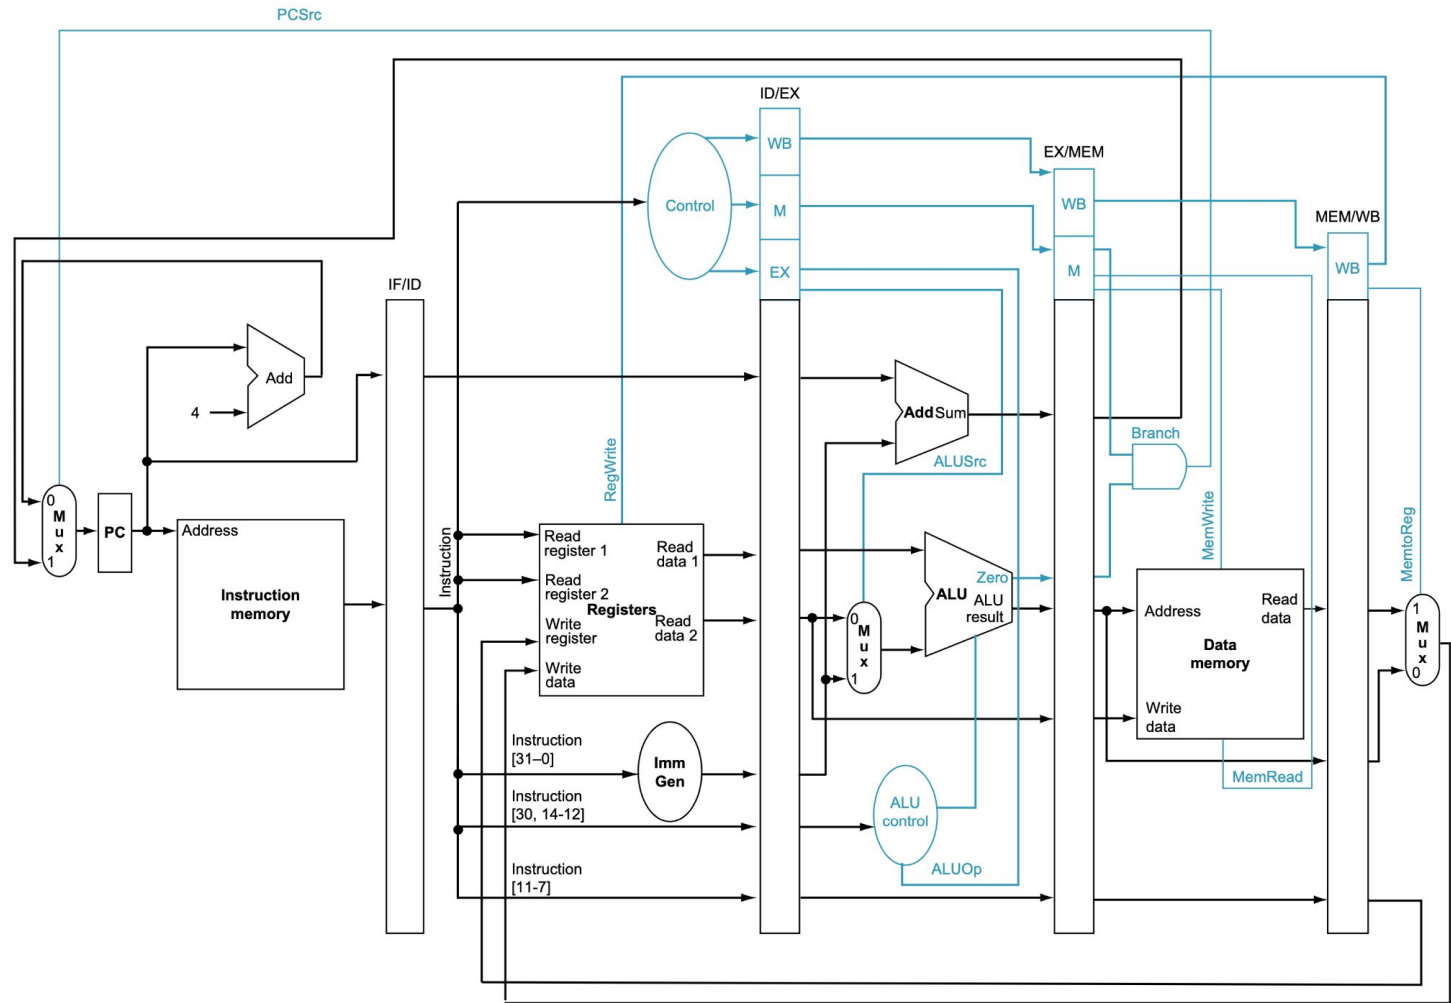 PCSrc
ID/EX
WB
EX/MEM
Control
M
WB
MEM/WB
EX
M
WB
IF/ID
Add
4
Add Sum
Branch
ALUSrc
RegWrite
MemWrite
MemtoReg
0
Mux
1
PC
Address
Instruction
memory
Instruction
Read
register 1
Read
data 1
Read
register 2
Registers
Write
register
Read
data 2
Write
data
Zero
ALU
ALU
result
0
Mux
1
Address
Read
data
Data
memory
Write
data
1
Mux
0
Instruction
[31–0]
Imm
Gen
MemRead
Instruction
[30, 14-12]
ALU
control
Instruction
[11-7]
ALUOp